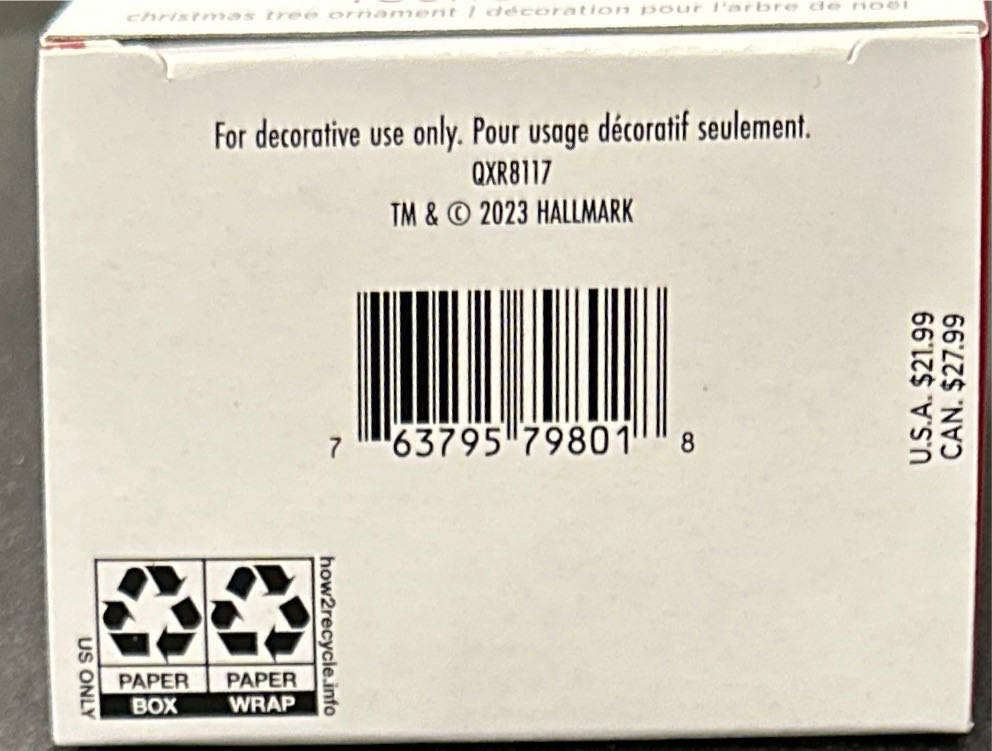 christmas tree ornament / décoration pour l'arbre de noël
For decorative use only. Pour usage décoratif seulement.
QXR8117
TM & © 2023 HALLMARK
7 63795 79801 8
U.S.A. $21.99
CAN. $27.99
how2recycle.info
US ONLY
PAPER PAPER
BOX WRAP